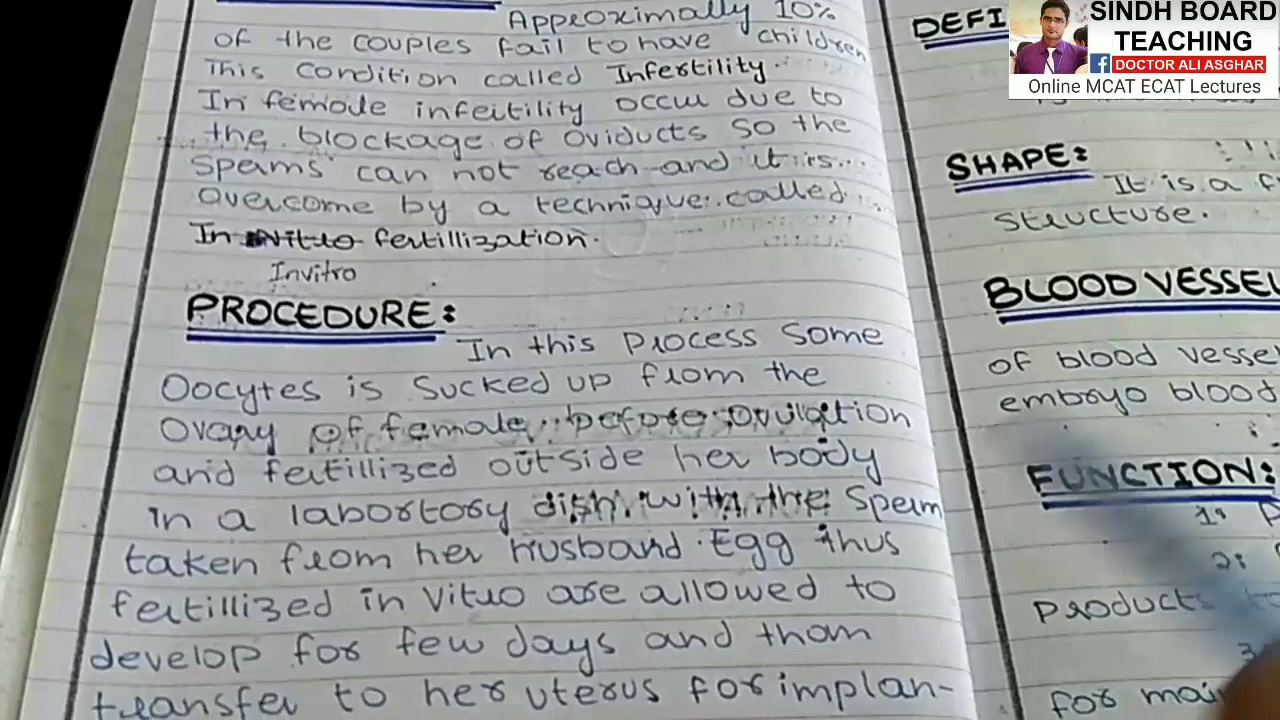 Approximally 10%
of the couples fail to have children
This condition called Infertility.
In female infeitility occur due to
the blockage of oviducts so the
sperms can not reach and it is
overcome by a technique called
In Vitro fertillization.
Invitro
PROCEDURE:
In this process some
Oocytes is sucked up from the
Ovary of female before ovulation
and fertillized outside her body
in a labortory dish with the sperm
taken from her husband. Egg thus
fertillized in vitro are allowed to
develop for few days and than
transfer to her uterus for implan-
DEFI
SHAPE:
It is a f
structure.
BLOOD VESSEL
of blood vessel
embryo blood
FUNCTION:
1:
2:
products to
3
for mai
SINDH BOARD
TEACHING
f DOCTOR ALI ASGHAR
Online MCAT ECAT Lectures